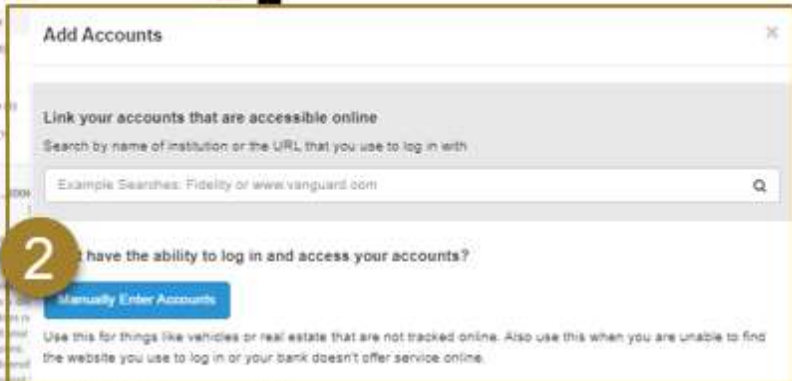 Add Accounts
×
Link your accounts that are accessible online
Search by name of institution or the URL that you use to log in with
Example Searches: Fidelity or www.vanguard.com
2
have the ability to log in and access your accounts?
Manually Enter Accounts
Use this for things like vehicles or real estate that are not tracked online. Also use this when you are unable to find
the website you use to log in or your bank doesn't offer service online.